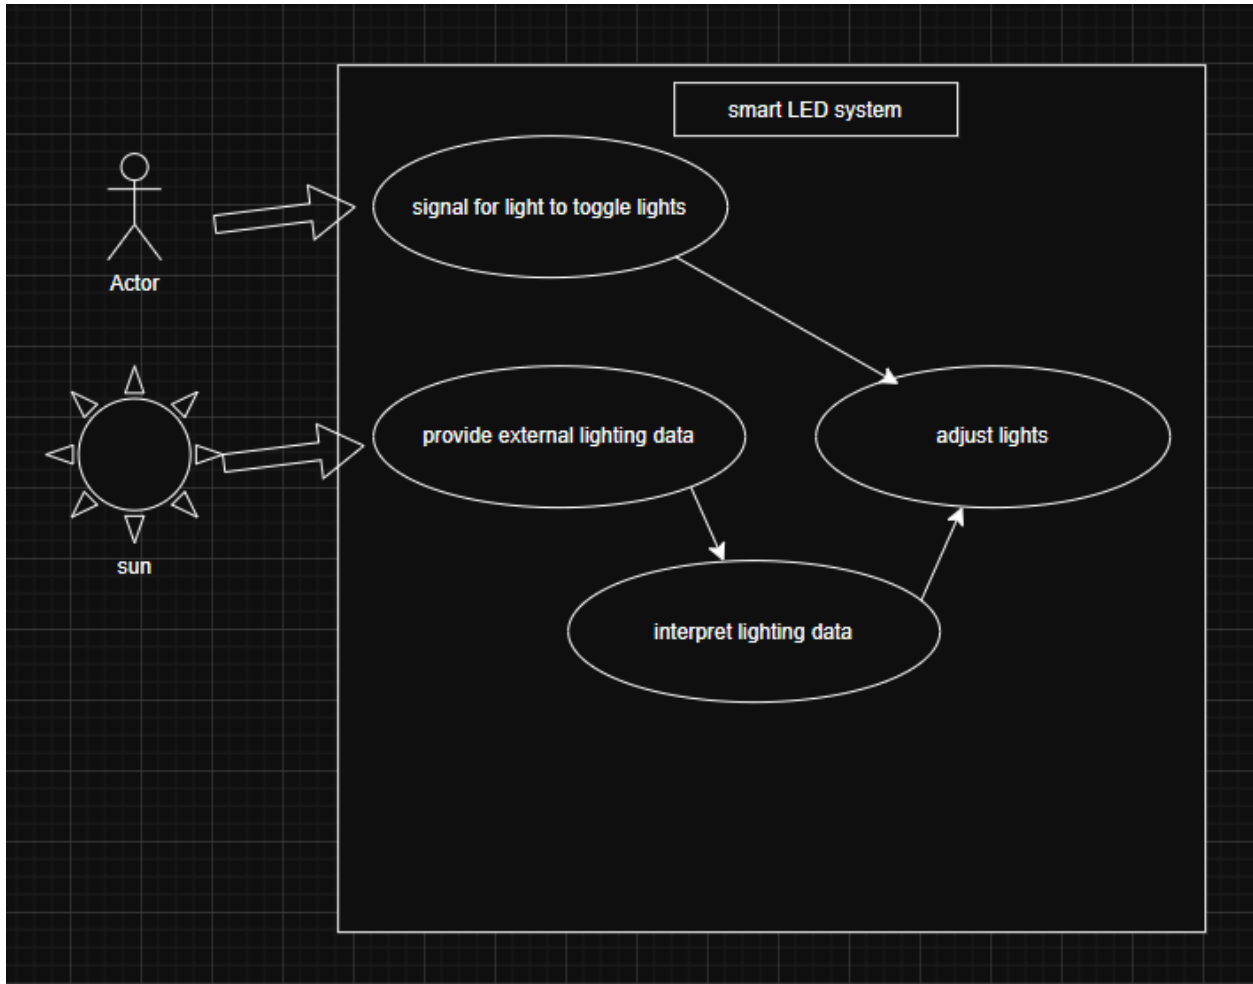 smart LED system
signal for light to toggle lights
Actor
provide external lighting data
adjust lights
sun
interpret lighting data